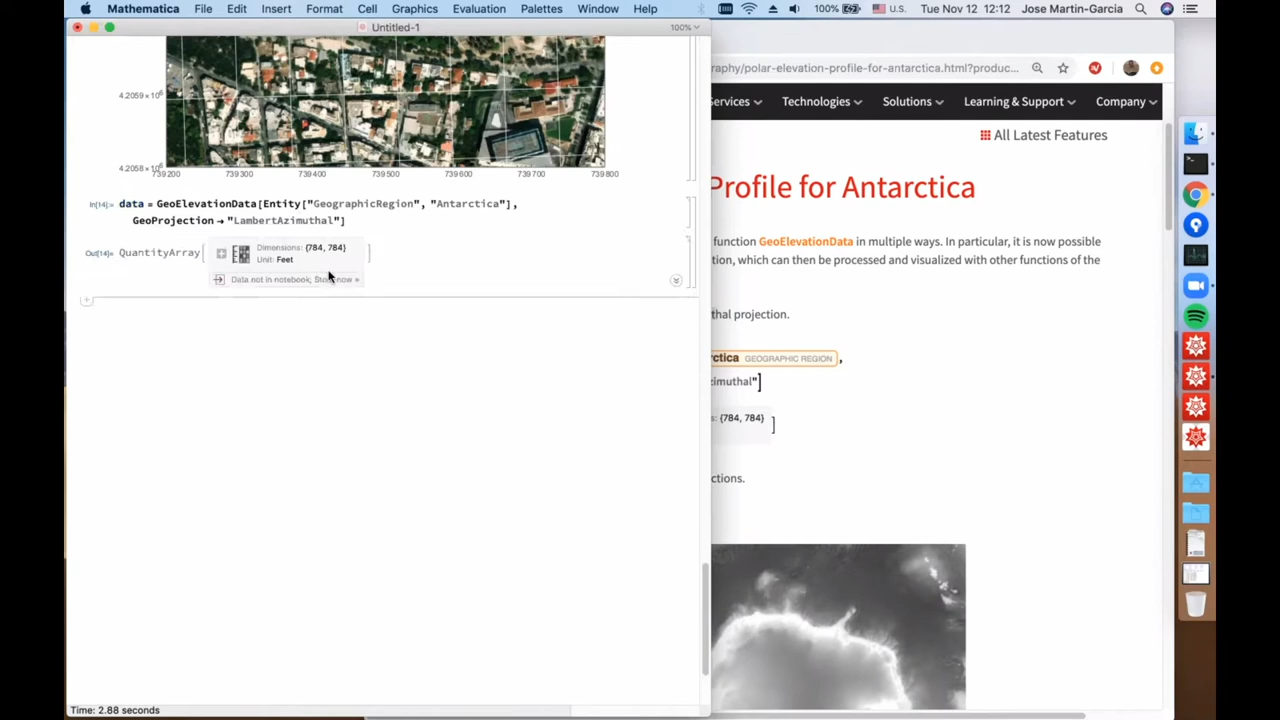 Mathematica File Edit Insert Format Cell Graphics Evaluation Palettes Window Help 100% U.S. Tue Nov 12 12:12 Jose Martin-Garcia
Untitled-1
100%
4.2059×10⁶
4.2058×10⁶
739200 739300 739400 739500 739600 739700 739800
In[14]:= data = GeoElevationData[Entity["GeographicRegion", "Antarctica"],
GeoProjection → "LambertAzimuthal"]
Out[14]= QuantityArray[ Dimensions: {784, 784} ]
Unit: Feet
Data not in notebook; Store now »
Time: 2.88 seconds
raphy/polar-elevation-profile-for-antarctica.html?produc...
ervices Technologies Solutions Learning & Support Company
All Latest Features
Profile for Antarctica
function GeoElevationData in multiple ways. In particular, it is now possible
tion, which can then be processed and visualized with other functions of the
thal projection.
rctica GEOGRAPHIC REGION ,
zimuthal"]
s: {784, 784} ]
ctions.